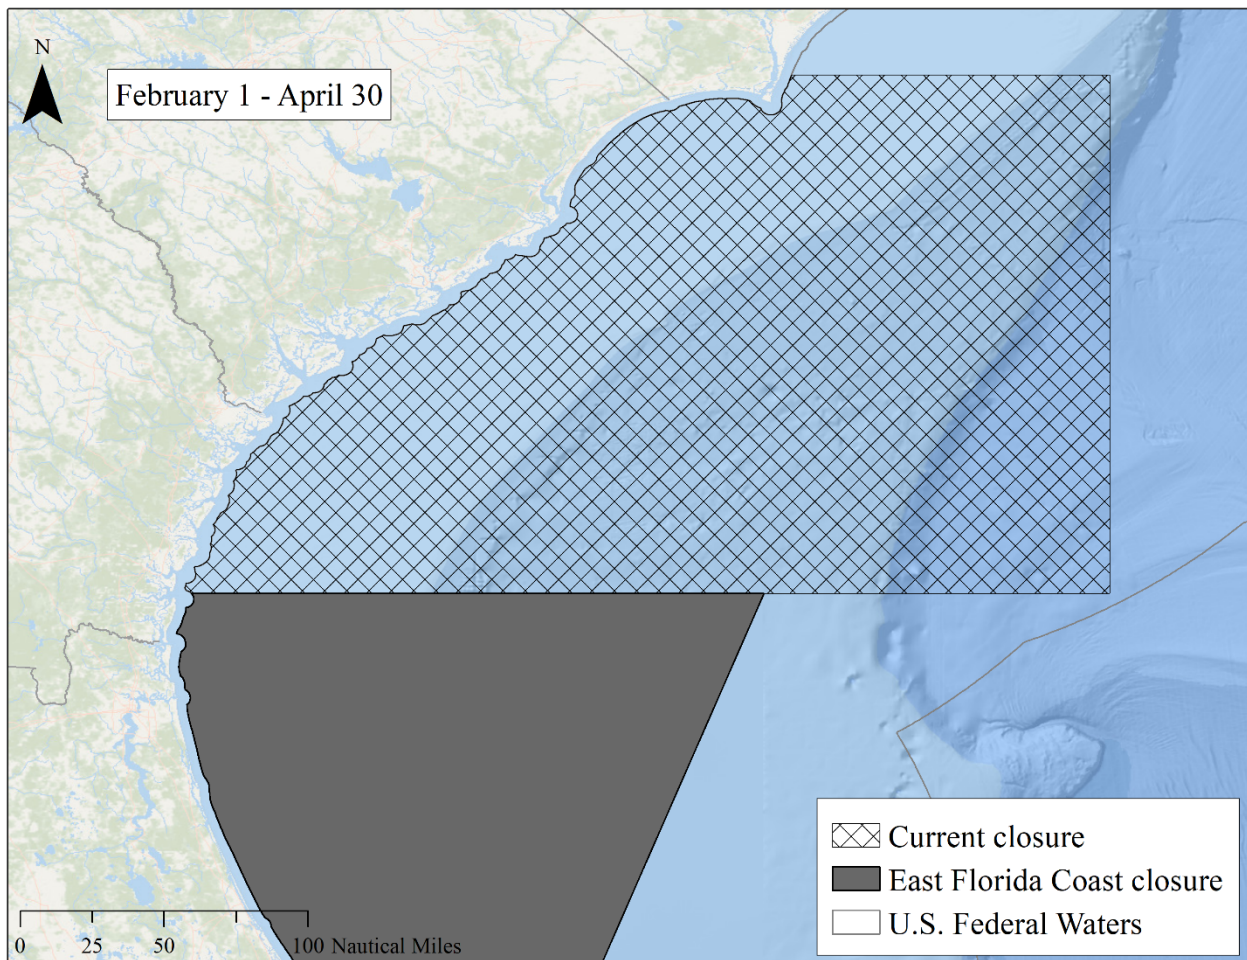 N
February 1 - April 30
Current closure
East Florida Coast closure
U.S. Federal Waters
0 25 50 100 Nautical Miles